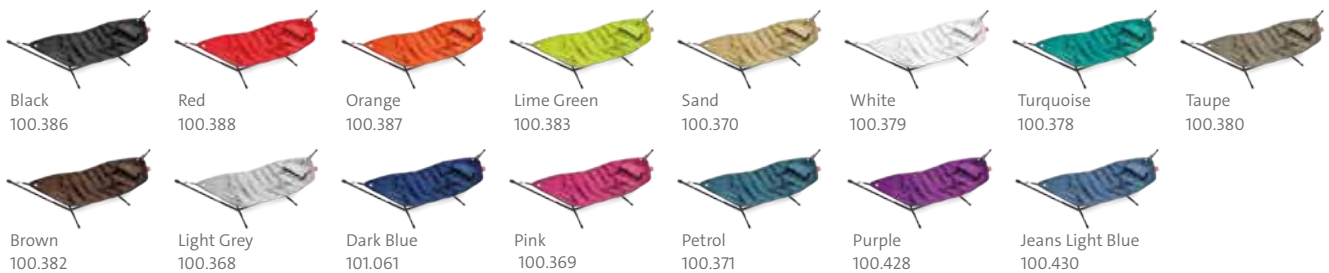 Black Red Orange Lime Green Sand White Turquoise Taupe
100.386 100.388 100.387 100.383 100.370 100.379 100.378 100.380
Brown Light Grey Dark Blue Pink Petrol Purple Jeans Light Blue
100.382 100.368 101.061 100.369 100.371 100.428 100.430